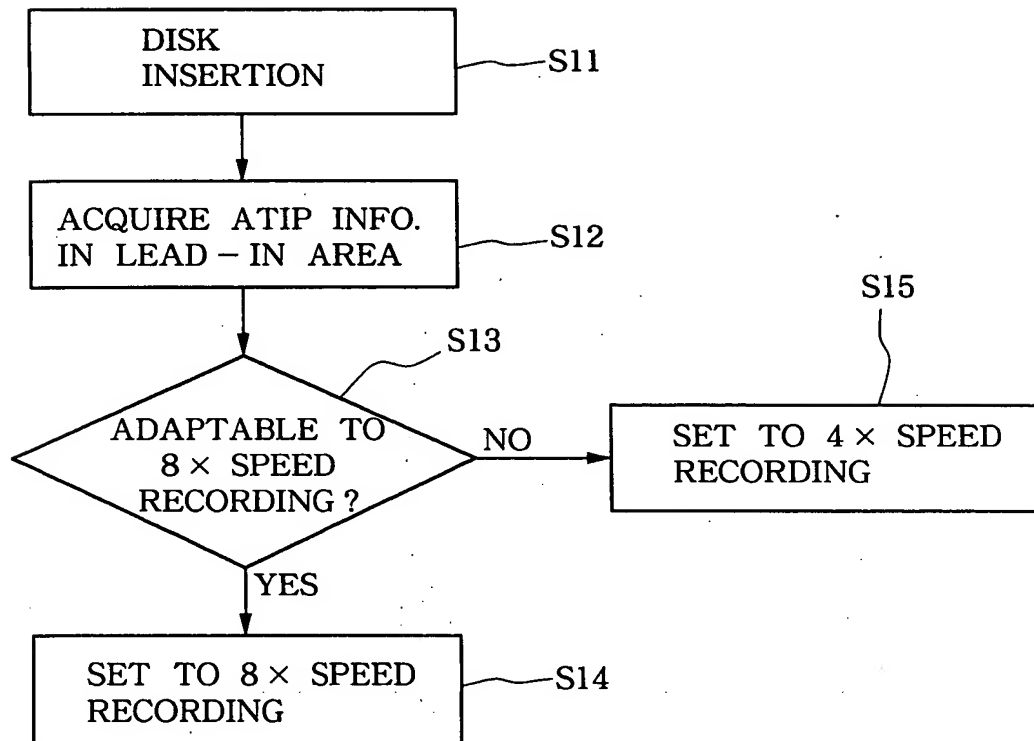 DISK
INSERTION
S11
ACQUIRE ATIP INFO.
IN LEAD - IN AREA
S12
S13
ADAPTABLE TO
8× SPEED
RECORDING?
NO
S15
SET TO 4× SPEED
RECORDING
YES
SET TO 8× SPEED
RECORDING
S14